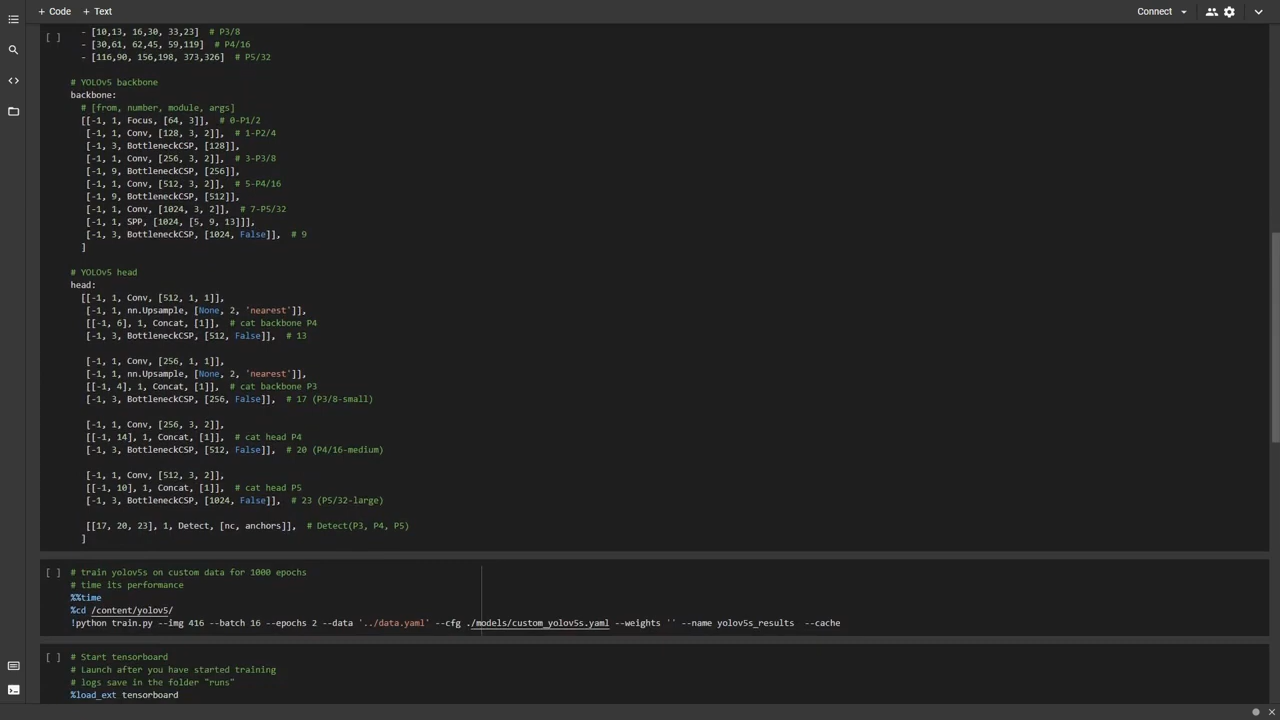 + Code + Text
Connect
[ ] - [10,13, 16,30, 33,23] # P3/8
- [30,61, 62,45, 59,119] # P4/16
- [116,90, 156,198, 373,326] # P5/32
# YOLOv5 backbone
backbone:
# [from, number, module, args]
[[-1, 1, Focus, [64, 3]], # 0-P1/2
[-1, 1, Conv, [128, 3, 2]], # 1-P2/4
[-1, 3, BottleneckCSP, [128]],
[-1, 1, Conv, [256, 3, 2]], # 3-P3/8
[-1, 9, BottleneckCSP, [256]],
[-1, 1, Conv, [512, 3, 2]], # 5-P4/16
[-1, 9, BottleneckCSP, [512]],
[-1, 1, Conv, [1024, 3, 2]], # 7-P5/32
[-1, 1, SPP, [1024, [5, 9, 13]]],
[-1, 3, BottleneckCSP, [1024, False]], # 9
]
# YOLOv5 head
head:
[[-1, 1, Conv, [512, 1, 1]],
[-1, 1, nn.Upsample, [None, 2, 'nearest']],
[[-1, 6], 1, Concat, [1]], # cat backbone P4
[-1, 3, BottleneckCSP, [512, False]], # 13
[-1, 1, Conv, [256, 1, 1]],
[-1, 1, nn.Upsample, [None, 2, 'nearest']],
[[-1, 4], 1, Concat, [1]], # cat backbone P3
[-1, 3, BottleneckCSP, [256, False]], # 17 (P3/8-small)
[-1, 1, Conv, [256, 3, 2]],
[[-1, 14], 1, Concat, [1]], # cat head P4
[-1, 3, BottleneckCSP, [512, False]], # 20 (P4/16-medium)
[-1, 1, Conv, [512, 3, 2]],
[[-1, 10], 1, Concat, [1]], # cat head P5
[-1, 3, BottleneckCSP, [1024, False]], # 23 (P5/32-large)
[[17, 20, 23], 1, Detect, [nc, anchors]], # Detect(P3, P4, P5)
]
[ ] # train yolov5s on custom data for 1000 epochs
# time its performance
%%time
%cd /content/yolov5/
!python train.py --img 416 --batch 16 --epochs 2 --data '../data.yaml' --cfg ./models/custom_yolov5s.yaml --weights '' --name yolov5s_results --cache
[ ] # Start tensorboard
# Launch after you have started training
# logs save in the folder "runs"
%load_ext tensorboard